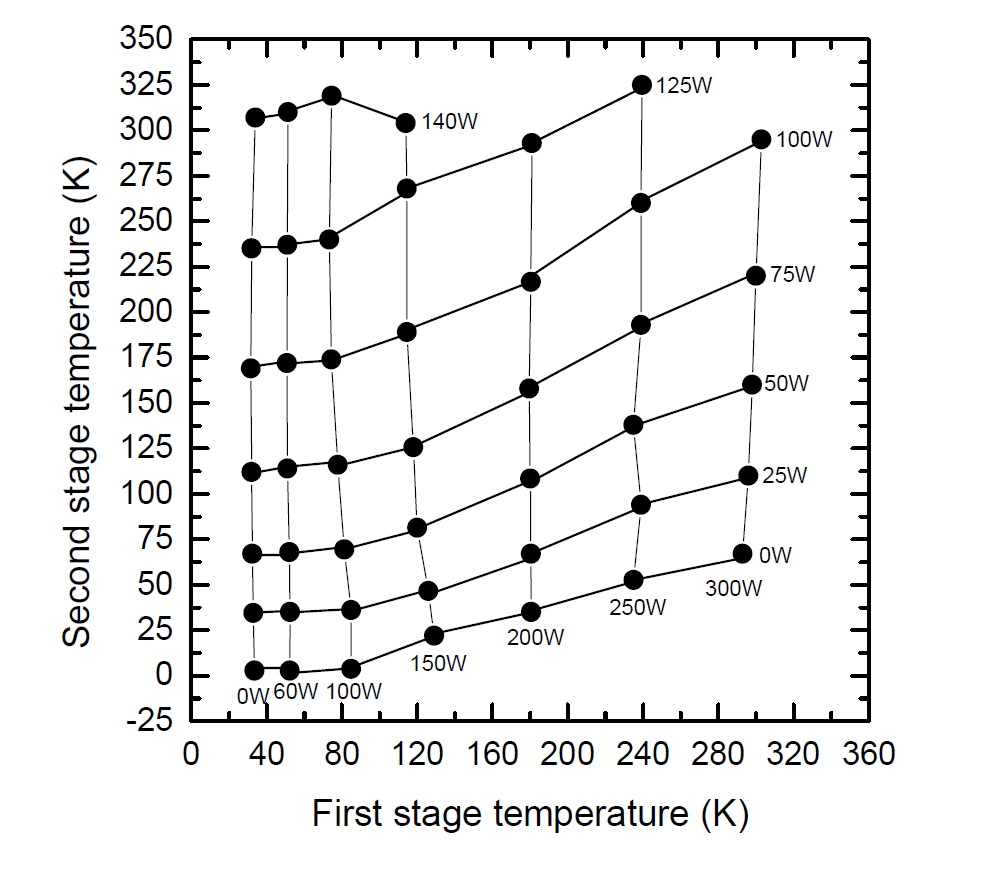 350
325
300
275
250
225
200
175
150
125
100
75
50
25
0
-25
Second stage temperature (K)
125W
140W
100W
75W
50W
25W
0W
300W
250W
200W
150W
0W 60W 100W
0 40 80 120 160 200 240 280 320 360
First stage temperature (K)